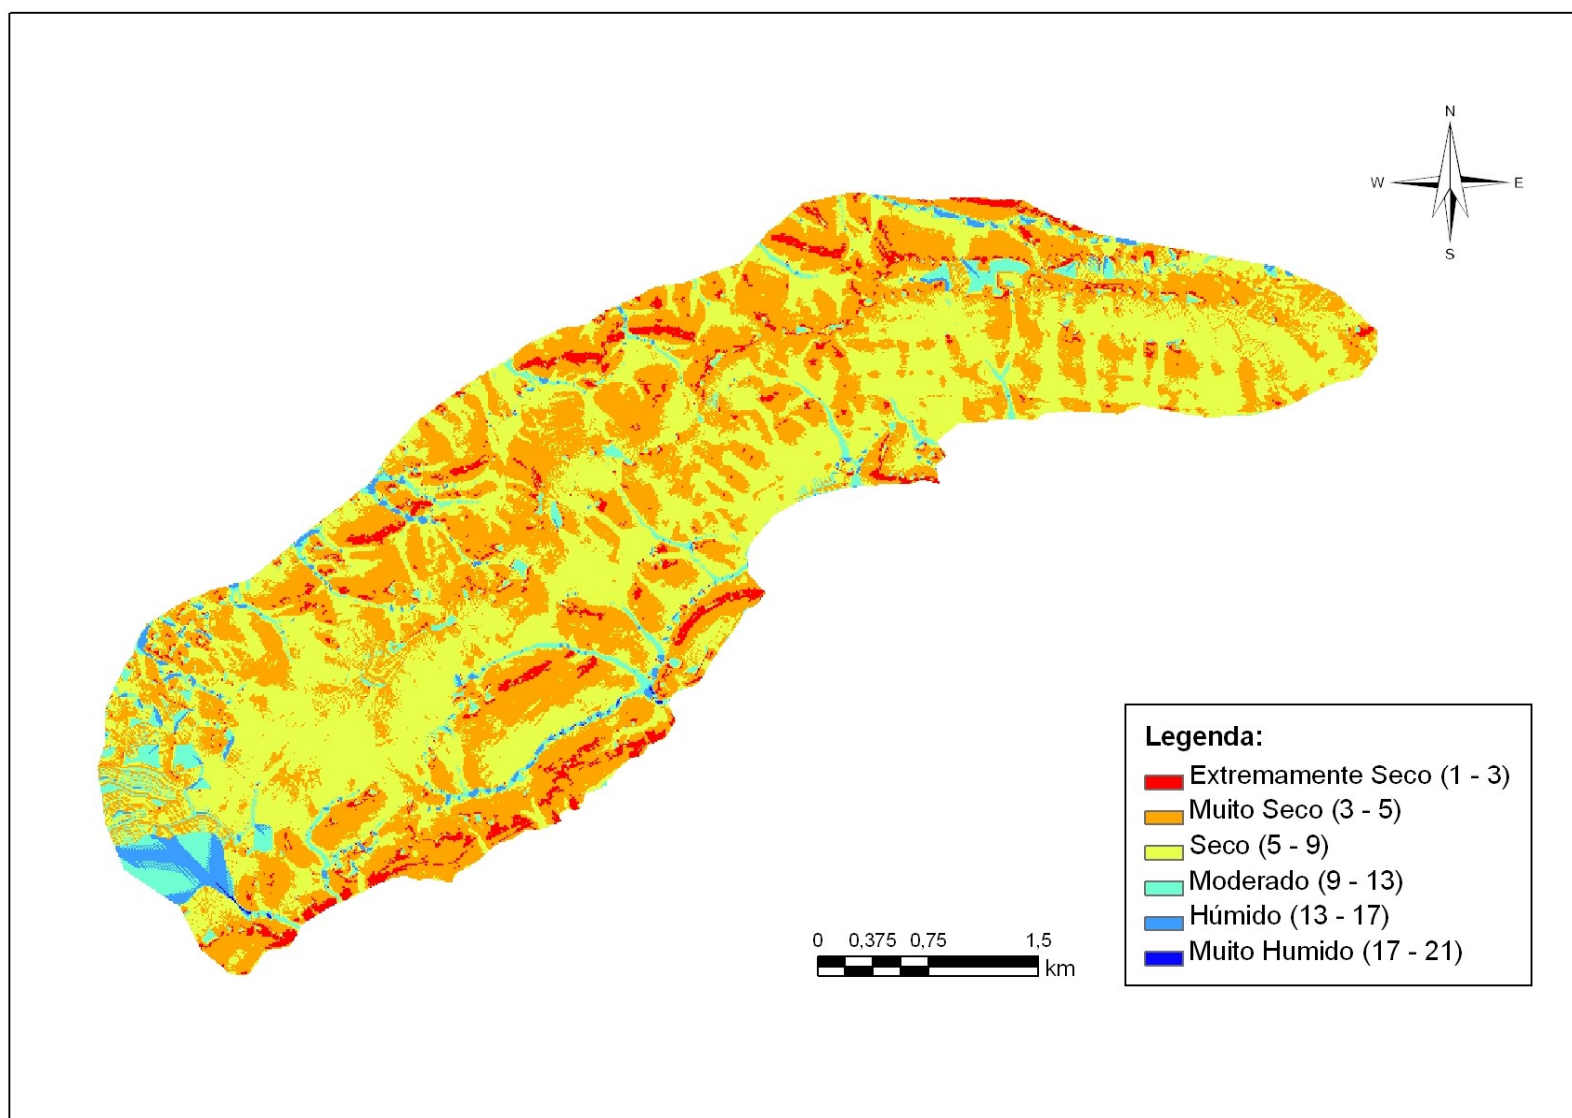 N
W
E
S
Legenda:
Extremamente Seco (1 - 3)
Muito Seco (3 - 5)
Seco (5 - 9)
Moderado (9 - 13)
Húmido (13 - 17)
Muito Humido (17 - 21)
0 0,375 0,75 1,5
km